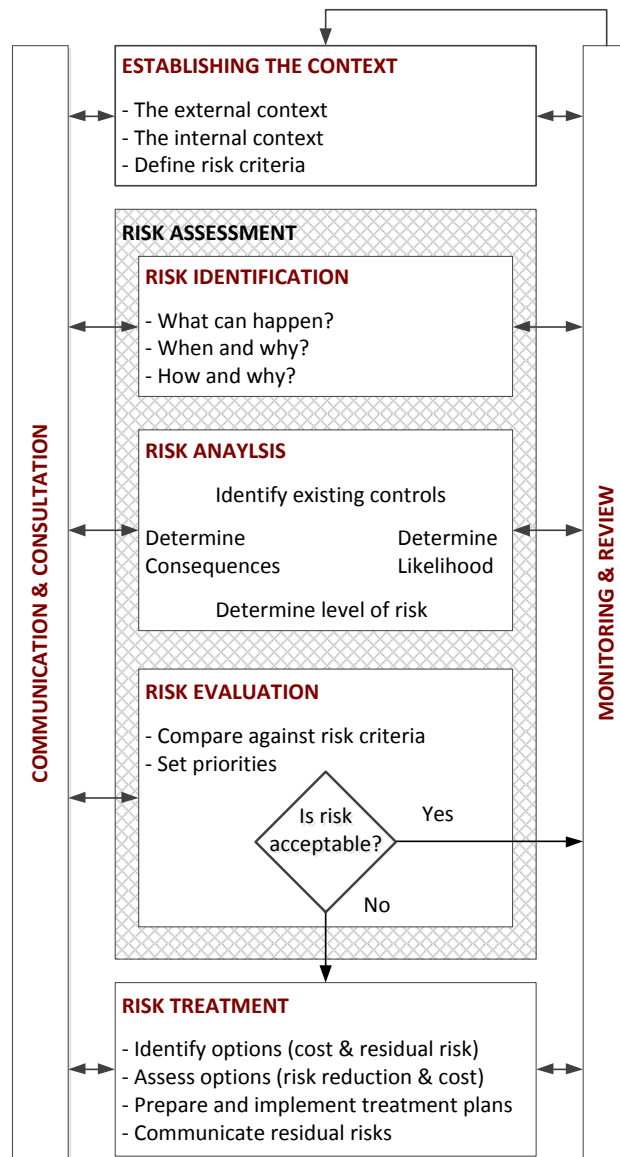 ESTABLISHING THE CONTEXT
- The external context
- The internal context
- Define risk criteria
RISK ASSESSMENT
RISK IDENTIFICATION
- What can happen?
- When and why?
- How and why?
RISK ANAYLSIS
Identify existing controls
Determine
Consequences
Determine
Likelihood
Determine level of risk
RISK EVALUATION
- Compare against risk criteria
- Set priorities
Is risk
acceptable?
Yes
No
RISK TREATMENT
- Identify options (cost & residual risk)
- Assess options (risk reduction & cost)
- Prepare and implement treatment plans
- Communicate residual risks
COMMUNICATION & CONSULTATION
MONITORING & REVIEW